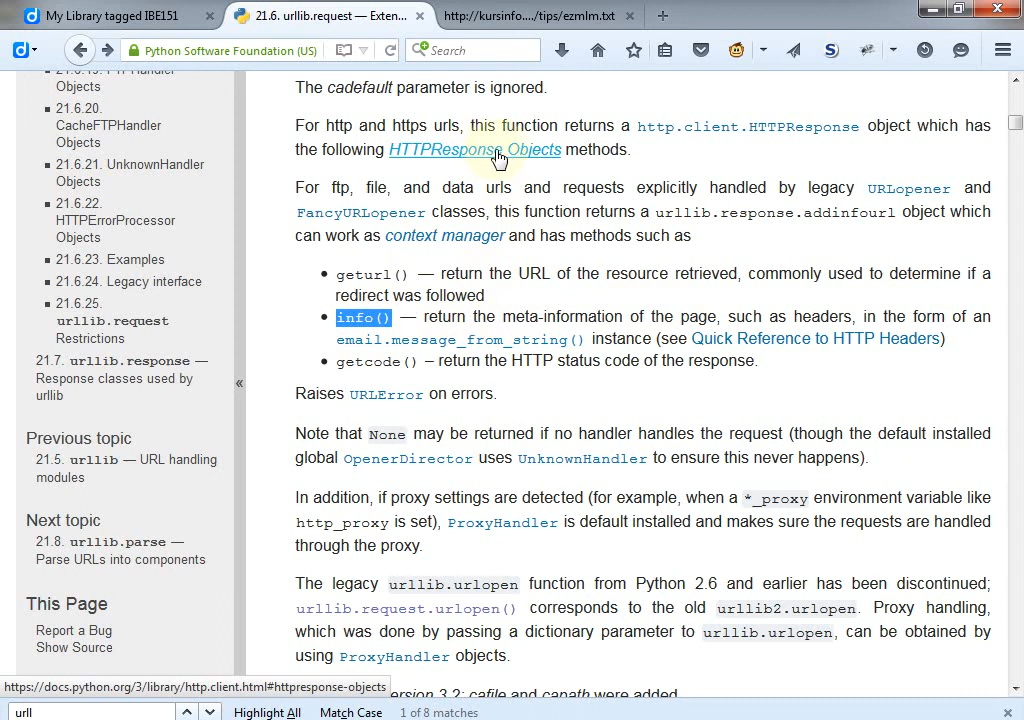 My Library tagged IBE151
21.6. urllib.request — Exten...
http://kursinfo..../tips/ezmlm.txt
Python Software Foundation (US)
Search
Objects
21.6.20.
CacheFTPHandler
Objects
21.6.21. UnknownHandler
Objects
21.6.22.
HTTPErrorProcessor
Objects
21.6.23. Examples
21.6.24. Legacy interface
21.6.25.
urllib.request
Restrictions
21.7. urllib.response —
Response classes used by
urllib
Previous topic
21.5. urllib — URL handling
modules
Next topic
21.8. urllib.parse —
Parse URLs into components
This Page
Report a Bug
Show Source
«
The cadefault parameter is ignored.
For http and https urls, this function returns a http.client.HTTPResponse object which has
the following HTTPResponse Objects methods.
For ftp, file, and data urls and requests explicitly handled by legacy URLopener and
FancyURLopener classes, this function returns a urllib.response.addinfourl object which
can work as context manager and has methods such as
• geturl() — return the URL of the resource retrieved, commonly used to determine if a
redirect was followed
• info() — return the meta-information of the page, such as headers, in the form of an
email.message_from_string() instance (see Quick Reference to HTTP Headers)
• getcode() – return the HTTP status code of the response.
Raises URLError on errors.
Note that None may be returned if no handler handles the request (though the default installed
global OpenerDirector uses UnknownHandler to ensure this never happens).
In addition, if proxy settings are detected (for example, when a *_proxy environment variable like
http_proxy is set), ProxyHandler is default installed and makes sure the requests are handled
through the proxy.
The legacy urllib.urlopen function from Python 2.6 and earlier has been discontinued;
urllib.request.urlopen() corresponds to the old urllib2.urlopen. Proxy handling,
which was done by passing a dictionary parameter to urllib.urlopen, can be obtained by
using ProxyHandler objects.
version 3.2: cafile and capath were added.
https://docs.python.org/3/library/http.client.html#httpresponse-objects
urll
Highlight All
Match Case
1 of 8 matches